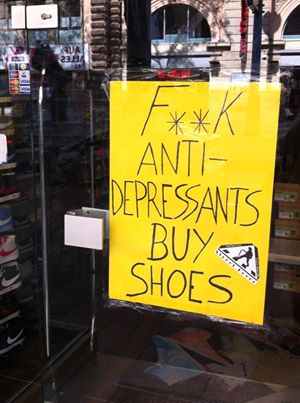 F**K
ANTI-
DEPRESSANTS
BUY
SHOES